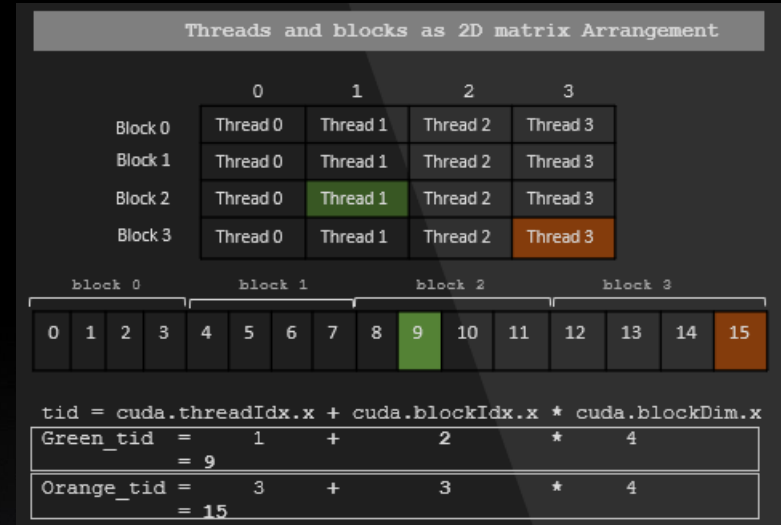 Threads and blocks as 2D matrix Arrangement
0 1 2 3
Block 0 Thread 0 Thread 1 Thread 2 Thread 3
Block 1 Thread 0 Thread 1 Thread 2 Thread 3
Block 2 Thread 0 Thread 1 Thread 2 Thread 3
Block 3 Thread 0 Thread 1 Thread 2 Thread 3
block 0 block 1 block 2 block 3
0 1 2 3 4 5 6 7 8 9 10 11 12 13 14 15
tid = cuda.threadIdx.x + cuda.blockIdx.x * cuda.blockDim.x
Green_tid = 1 + 2 * 4
= 9
Orange_tid = 3 + 3 * 4
= 15